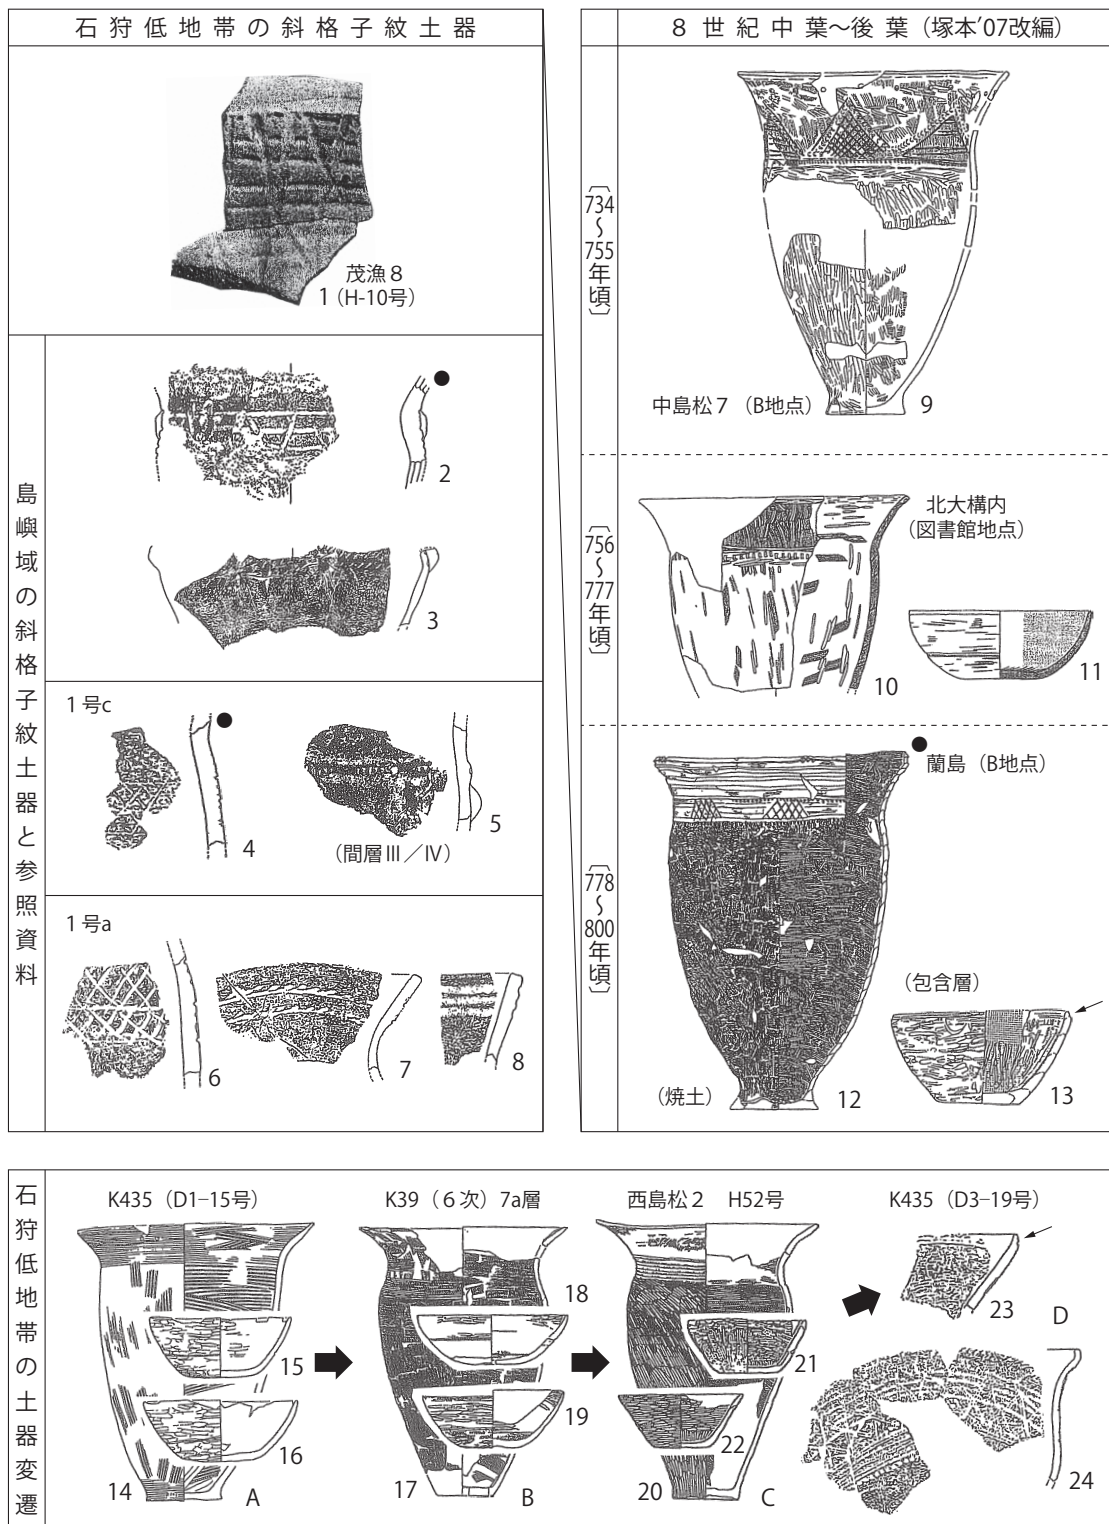 石狩低地帯の斜格子紋土器
茂漁８
1（H-10号）
島嶼域の斜格子紋土器と参照資料
2
3
１号c
4
5
（間層Ⅲ／Ⅳ）
１号a
6
7
8
８世紀中葉〜後葉（塚本’07改編）
〔734〜755年頃〕
中島松７（B地点）
9
〔756〜777年頃〕
北大構内
（図書館地点）
10
11
〔778〜800年頃〕
蘭島（B地点）
（包含層）
（焼土）
12
13
石狩低地帯の土器変遷
K435（D1−15号）
15
16
14
A
K39（６次）7a層
18
19
17
B
西島松２　H52号
21
22
20
C
K435（D3−19号）
23
D
24